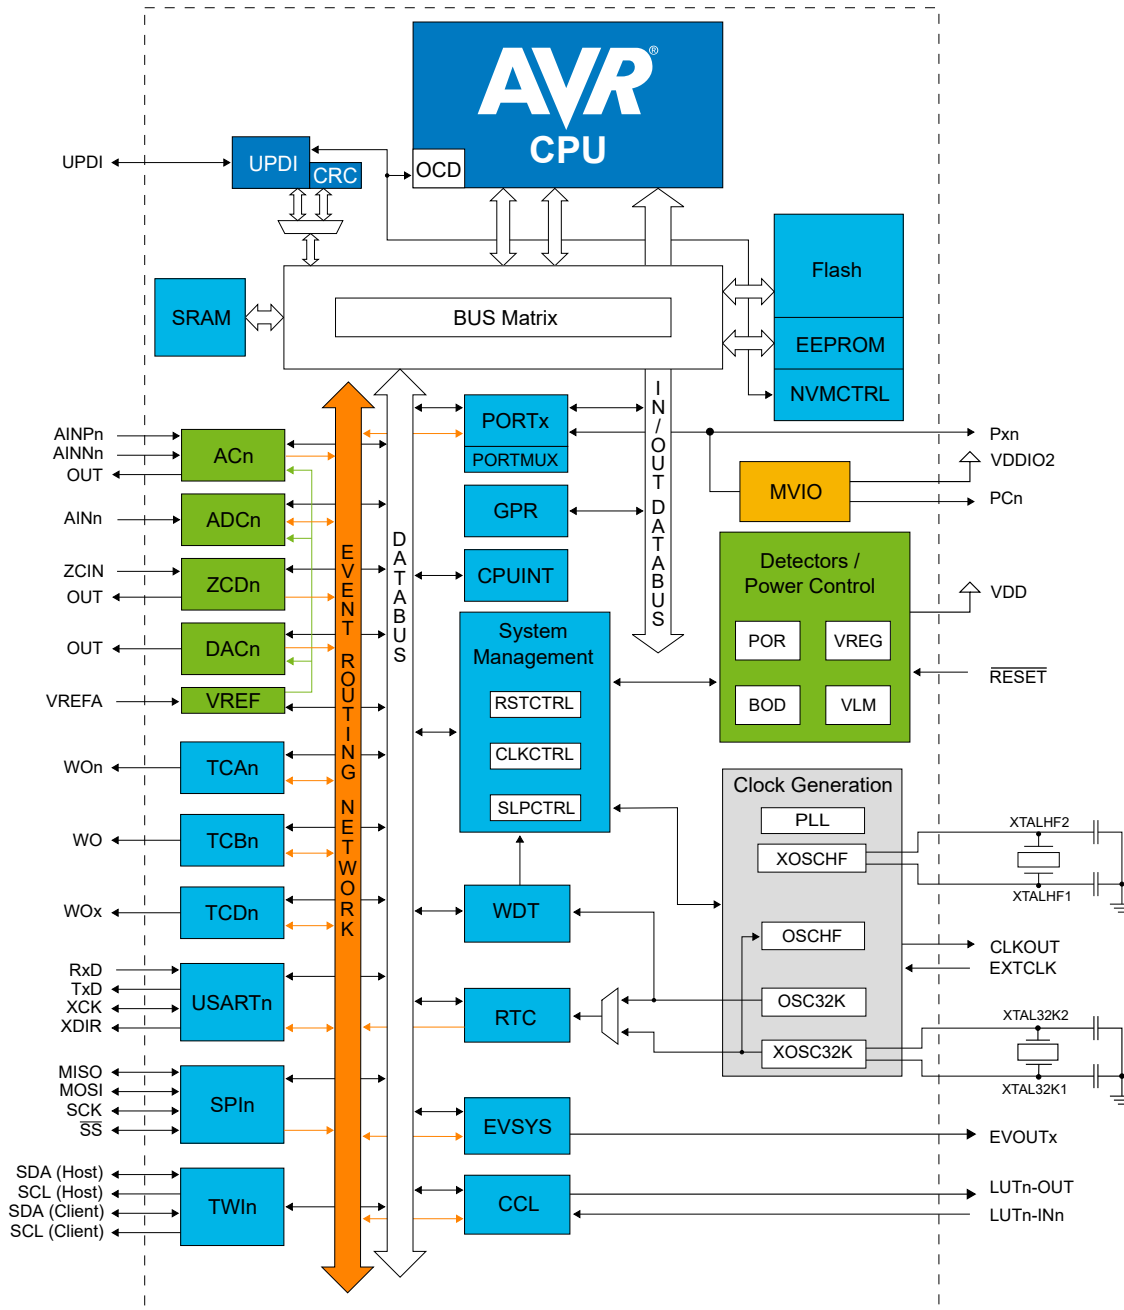 AVR®
CPU
OCD
UPDI
UPDI
CRC
Flash
SRAM
BUS Matrix
EEPROM
NVMCTRL
EVENT ROUTING NETWORK
DATABUS
IN/OUT DATABUS
AINPn
AINNn
OUT
ACn
PORTx
PORTMUX
Pxn
VDDIO2
MVIO
PCn
AINn
ADCn
GPR
ZCIN
OUT
ZCDn
CPUINT
Detectors /
Power Control
VDD
POR
VREG
BOD
VLM
RESET
OUT
DACn
VREFA
VREF
System
Management
RSTCTRL
CLKCTRL
SLPCTRL
WOn
TCAn
WO
TCBn
WOx
TCDn
WDT
Clock Generation
PLL
XOSCHF
OSCHF
OSC32K
XOSC32K
XTALHF2
XTALHF1
CLKOUT
EXTCLK
XTAL32K2
XTAL32K1
RxD
TxD
XCK
XDIR
USARTn
RTC
MISO
MOSI
SCK
SS
SPIn
EVSYS
EVOUTx
SDA (Host)
SCL (Host)
SDA (Client)
SCL (Client)
TWIn
CCL
LUTn-OUT
LUTn-INn